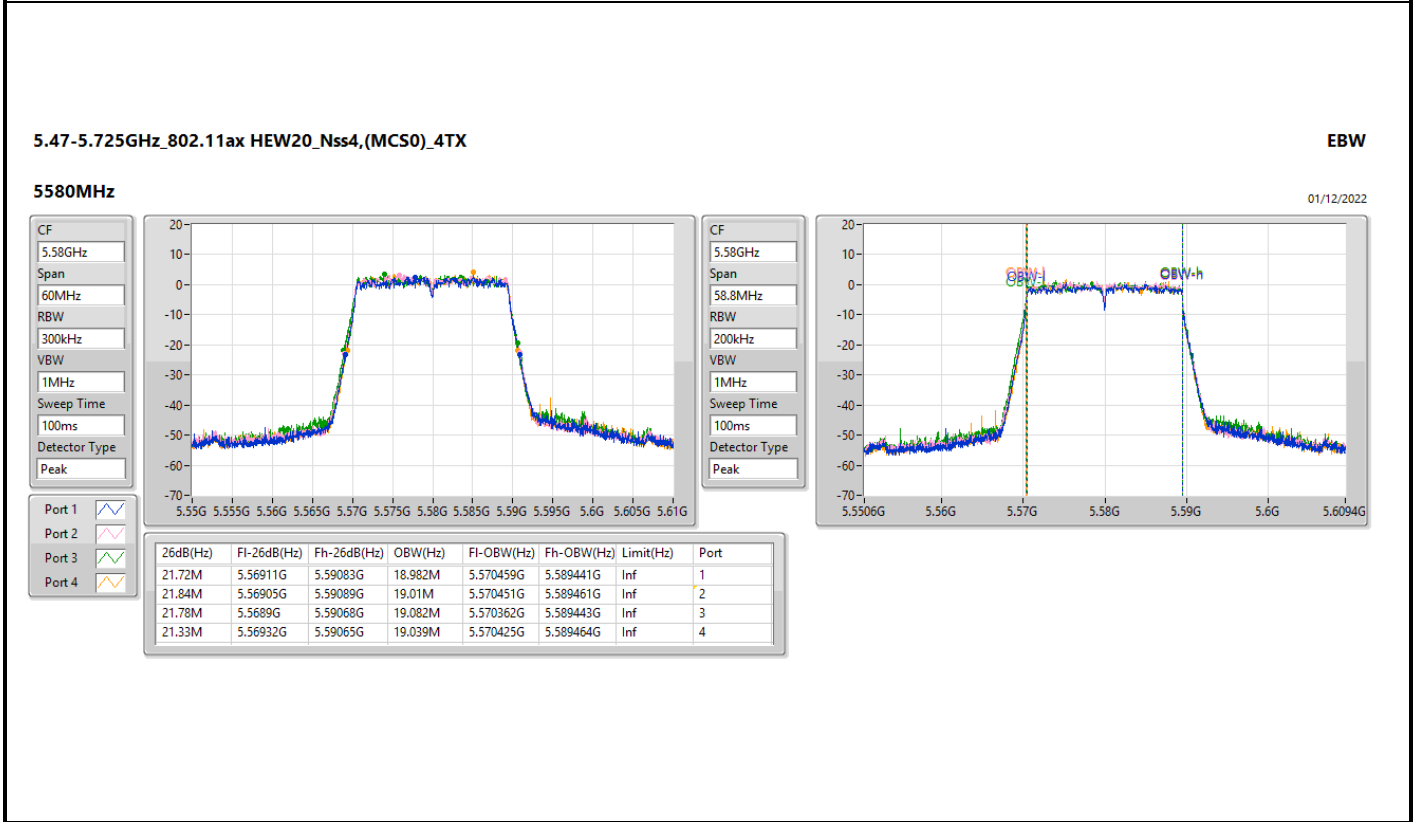 5.47-5.725GHz_802.11ax HEW20_Nss4,(MCS0)_4TX
EBW
5580MHz
01/12/2022
CF
5.58GHz
Span
60MHz
RBW
300kHz
VBW
1MHz
Sweep Time
100ms
Detector Type
Peak
20
10
0
-10
-20
-30
-40
-50
-60
-70
5.55G 5.555G 5.56G 5.565G 5.57G 5.575G 5.58G 5.585G 5.59G 5.595G 5.6G 5.605G 5.61G
CF
5.58GHz
Span
58.8MHz
RBW
200kHz
VBW
1MHz
Sweep Time
100ms
Detector Type
Peak
20
10
0
-10
-20
-30
-40
-50
-60
-70
OBW-l
OBW-h
5.5506G 5.56G 5.57G 5.58G 5.59G 5.6G 5.6094G
Port 1
Port 2
Port 3
Port 4
26dB(Hz) Fl-26dB(Hz) Fh-26dB(Hz) OBW(Hz) Fl-OBW(Hz) Fh-OBW(Hz) Limit(Hz) Port
21.72M 5.56911G 5.59083G 18.982M 5.570459G 5.589441G Inf 1
21.84M 5.56905G 5.59089G 19.01M 5.570451G 5.589461G Inf 2
21.78M 5.5689G 5.59068G 19.082M 5.570362G 5.589443G Inf 3
21.33M 5.56932G 5.59065G 19.039M 5.570425G 5.589464G Inf 4